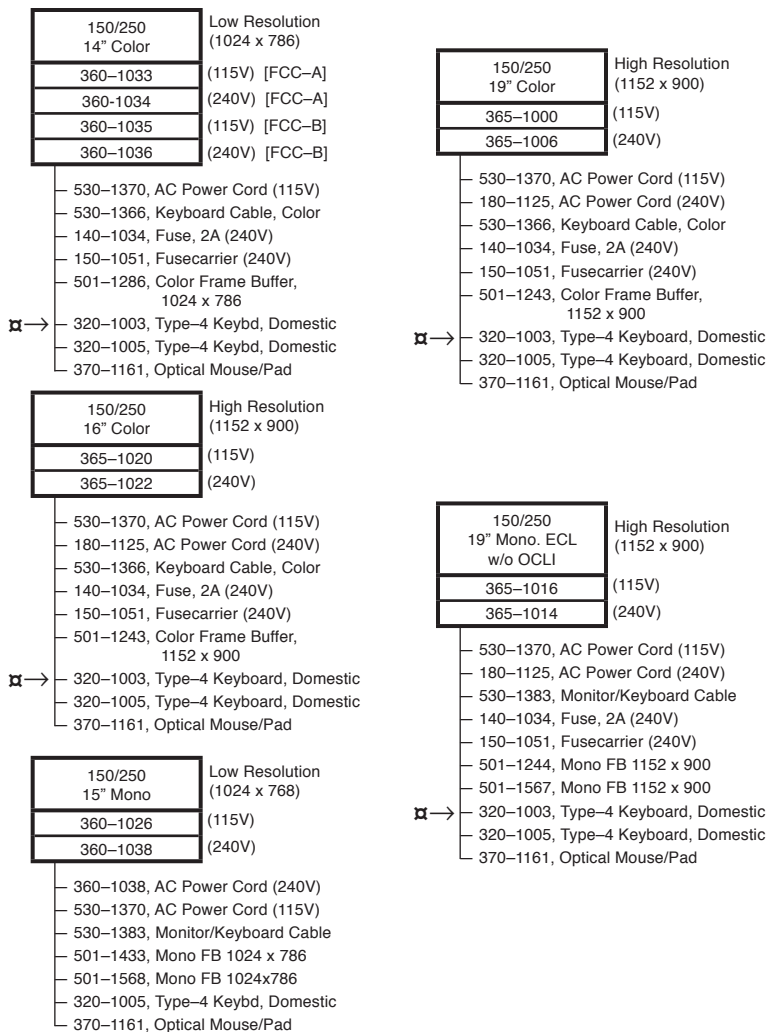 150/250
14” Color
Low Resolution
(1024 x 786)
360–1033 (115V) [FCC–A]
360-1034 (240V) [FCC–A]
360–1035 (115V) [FCC–B]
360–1036 (240V) [FCC–B]
530–1370, AC Power Cord (115V)
530–1366, Keyboard Cable, Color
140–1034, Fuse, 2A (240V)
150–1051, Fusecarrier (240V)
501–1286, Color Frame Buffer,
1024 x 786
¤→ 320–1003, Type–4 Keybd, Domestic
320–1005, Type–4 Keybd, Domestic
370–1161, Optical Mouse/Pad
150/250
16” Color
High Resolution
(1152 x 900)
365–1020 (115V)
365–1022 (240V)
530–1370, AC Power Cord (115V)
180–1125, AC Power Cord (240V)
530–1366, Keyboard Cable, Color
140–1034, Fuse, 2A (240V)
150–1051, Fusecarrier (240V)
501–1243, Color Frame Buffer,
1152 x 900
¤→ 320–1003, Type–4 Keyboard, Domestic
320–1005, Type–4 Keyboard, Domestic
370–1161, Optical Mouse/Pad
150/250
15” Mono
Low Resolution
(1024 x 768)
360–1026 (115V)
360–1038 (240V)
360–1038, AC Power Cord (240V)
530–1370, AC Power Cord (115V)
530–1383, Monitor/Keyboard Cable
501–1433, Mono FB 1024 x 786
501–1568, Mono FB 1024x786
320–1005, Type–4 Keybd, Domestic
370–1161, Optical Mouse/Pad
150/250
19” Color
High Resolution
(1152 x 900)
365–1000 (115V)
365–1006 (240V)
530–1370, AC Power Cord (115V)
180–1125, AC Power Cord (240V)
530–1366, Keyboard Cable, Color
140–1034, Fuse, 2A (240V)
150–1051, Fusecarrier (240V)
501–1243, Color Frame Buffer,
1152 x 900
¤→ 320–1003, Type–4 Keyboard, Domestic
320–1005, Type–4 Keyboard, Domestic
370–1161, Optical Mouse/Pad
150/250
19” Mono. ECL
w/o OCLI
High Resolution
(1152 x 900)
365–1016 (115V)
365–1014 (240V)
530–1370, AC Power Cord (115V)
180–1125, AC Power Cord (240V)
530–1383, Monitor/Keyboard Cable
140–1034, Fuse, 2A (240V)
150–1051, Fusecarrier (240V)
501–1244, Mono FB 1152 x 900
501–1567, Mono FB 1152 x 900
¤→ 320–1003, Type–4 Keyboard, Domestic
320–1005, Type–4 Keyboard, Domestic
370–1161, Optical Mouse/Pad